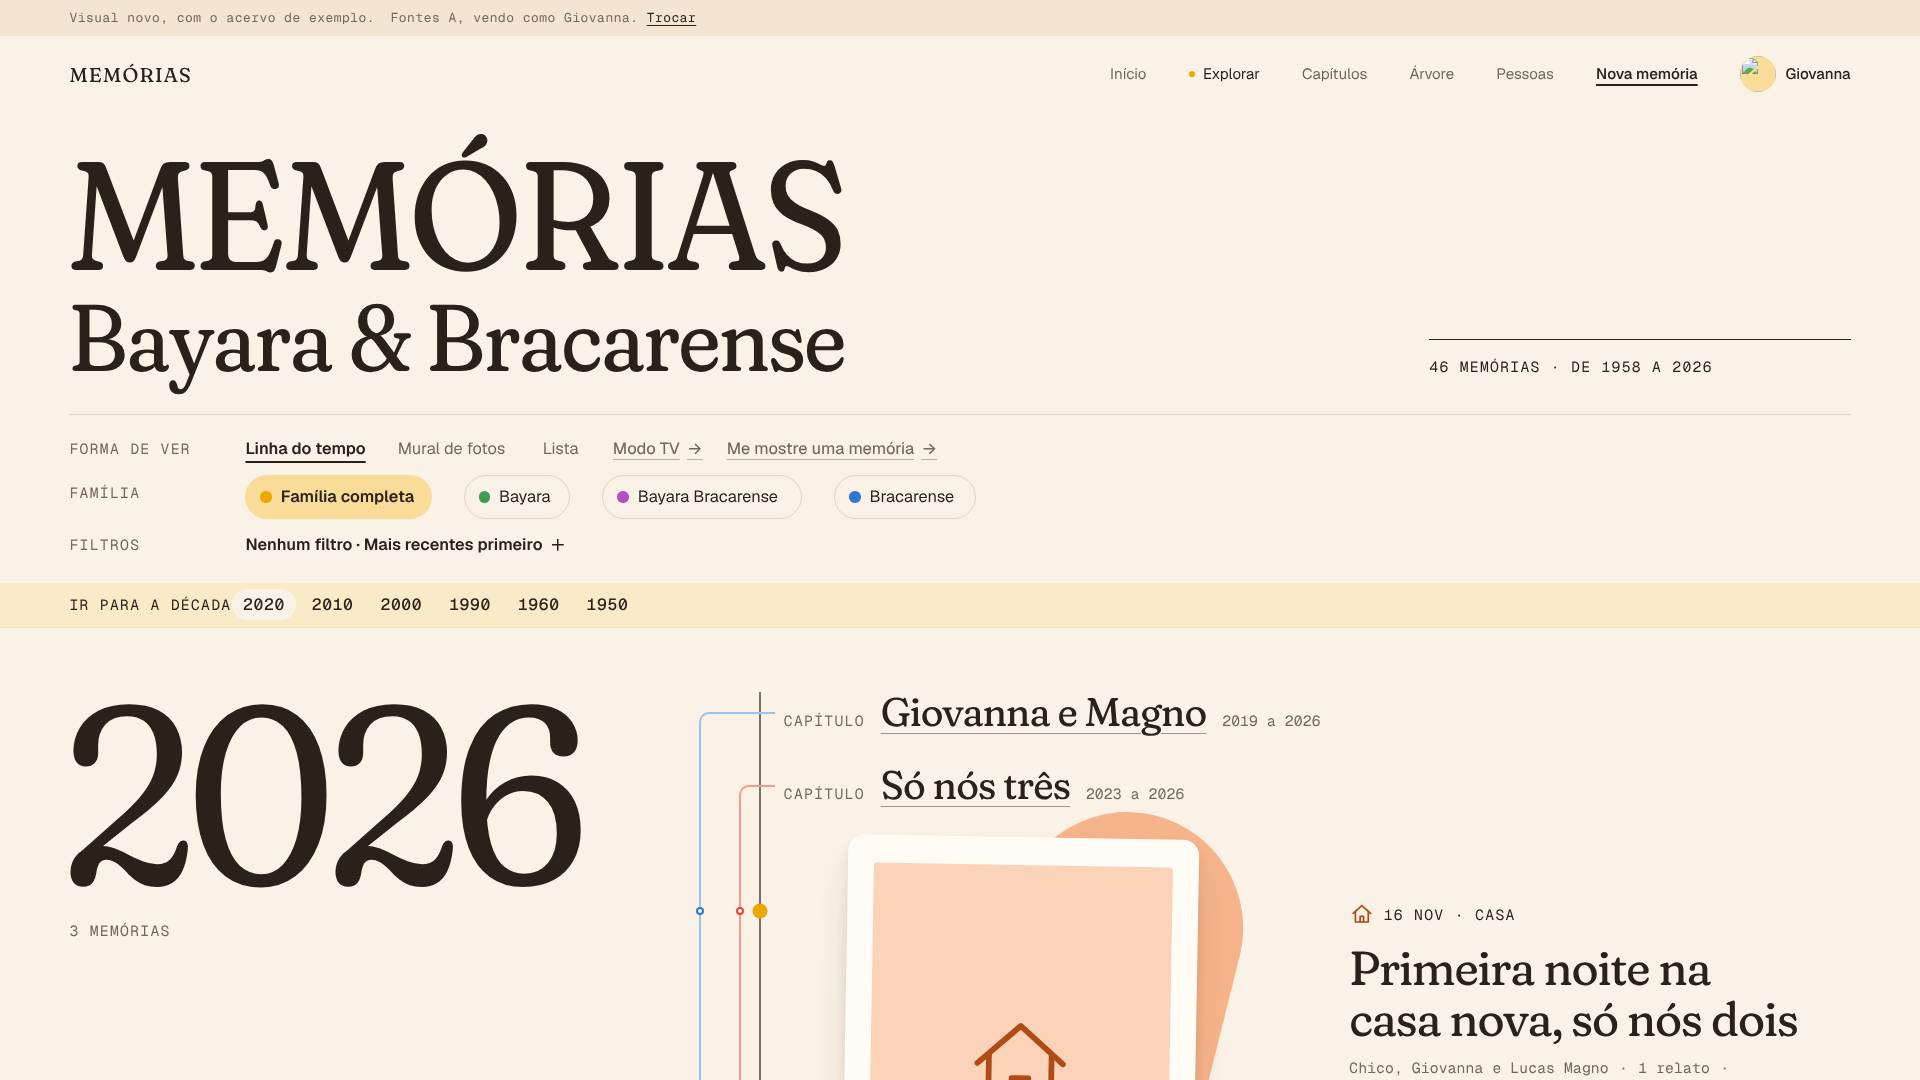 Visual novo, com o acervo de exemplo. Fontes A, vendo como Giovanna. Trocar
MEMÓRIAS
Início
Explorar
Capítulos
Árvore
Pessoas
Nova memória
Giovanna
MEMÓRIAS
Bayara & Bracarense
46 MEMÓRIAS · DE 1958 A 2026
FORMA DE VER
Linha do tempo
Mural de fotos
Lista
Modo TV →
Me mostre uma memória →
FAMÍLIA
Família completa
Bayara
Bayara Bracarense
Bracarense
FILTROS
Nenhum filtro · Mais recentes primeiro +
IR PARA A DÉCADA
2020
2010
2000
1990
1960
1950
2026
3 MEMÓRIAS
CAPÍTULO Giovanna e Magno 2019 a 2026
CAPÍTULO Só nós três 2023 a 2026
16 NOV · CASA
Primeira noite na
casa nova, só nós dois
Chico, Giovanna e Lucas Magno · 1 relato ·